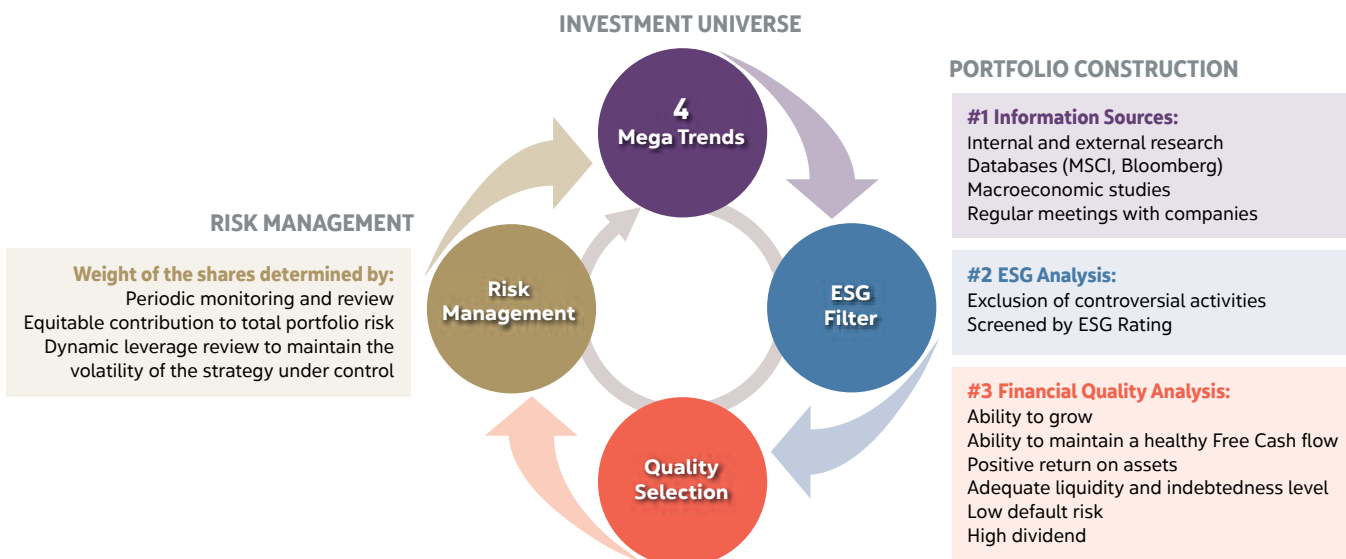 INVESTMENT UNIVERSE
4
Mega Trends
PORTFOLIO CONSTRUCTION
#1 Information Sources:
Internal and external research
Databases (MSCI, Bloomberg)
Macroeconomic studies
Regular meetings with companies
RISK MANAGEMENT
Weight of the shares determined by:
Periodic monitoring and review
Equitable contribution to total portfolio risk
Dynamic leverage review to maintain the
volatility of the strategy under control
Risk
Management
ESG
Filter
#2 ESG Analysis:
Exclusion of controversial activities
Screened by ESG Rating
Quality
Selection
#3 Financial Quality Analysis:
Ability to grow
Ability to maintain a healthy Free Cash flow
Positive return on assets
Adequate liquidity and indebtedness level
Low default risk
High dividend